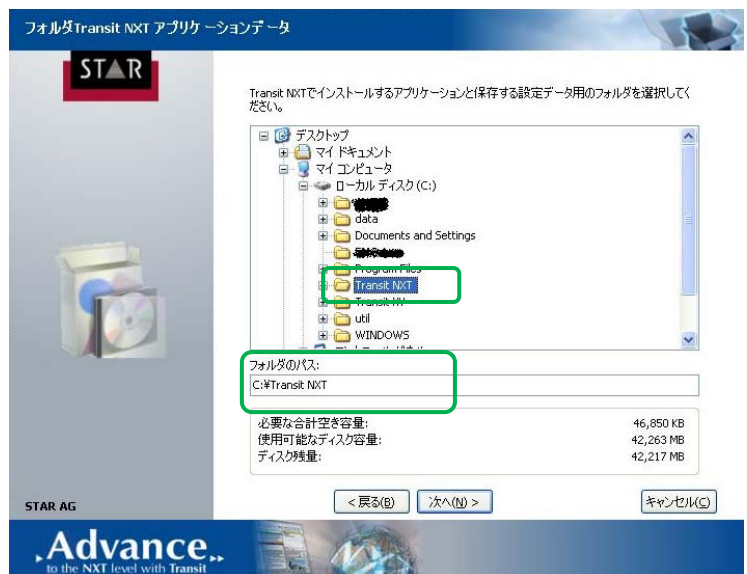 フォルダTransit NXT アプリケーションデータ
STAR
Transit NXTでインストールするアプリケーションと保存する設定データ用のフォルダを選択してく
ださい。
デスクトップ
マイ ドキュメント
マイ コンピュータ
ローカル ディスク (C:)
data
Documents and Settings
Program Files
Transit NXT
Transit XV
util
WINDOWS
フォルダのパス:
C:¥Transit NXT
必要な合計空き容量: 46,850 KB
使用可能なディスク容量: 42,263 MB
ディスク残量: 42,217 MB
STAR AG
< 戻る(B) 次へ(N) > キャンセル(C)
Advance
to the NXT level with Transit